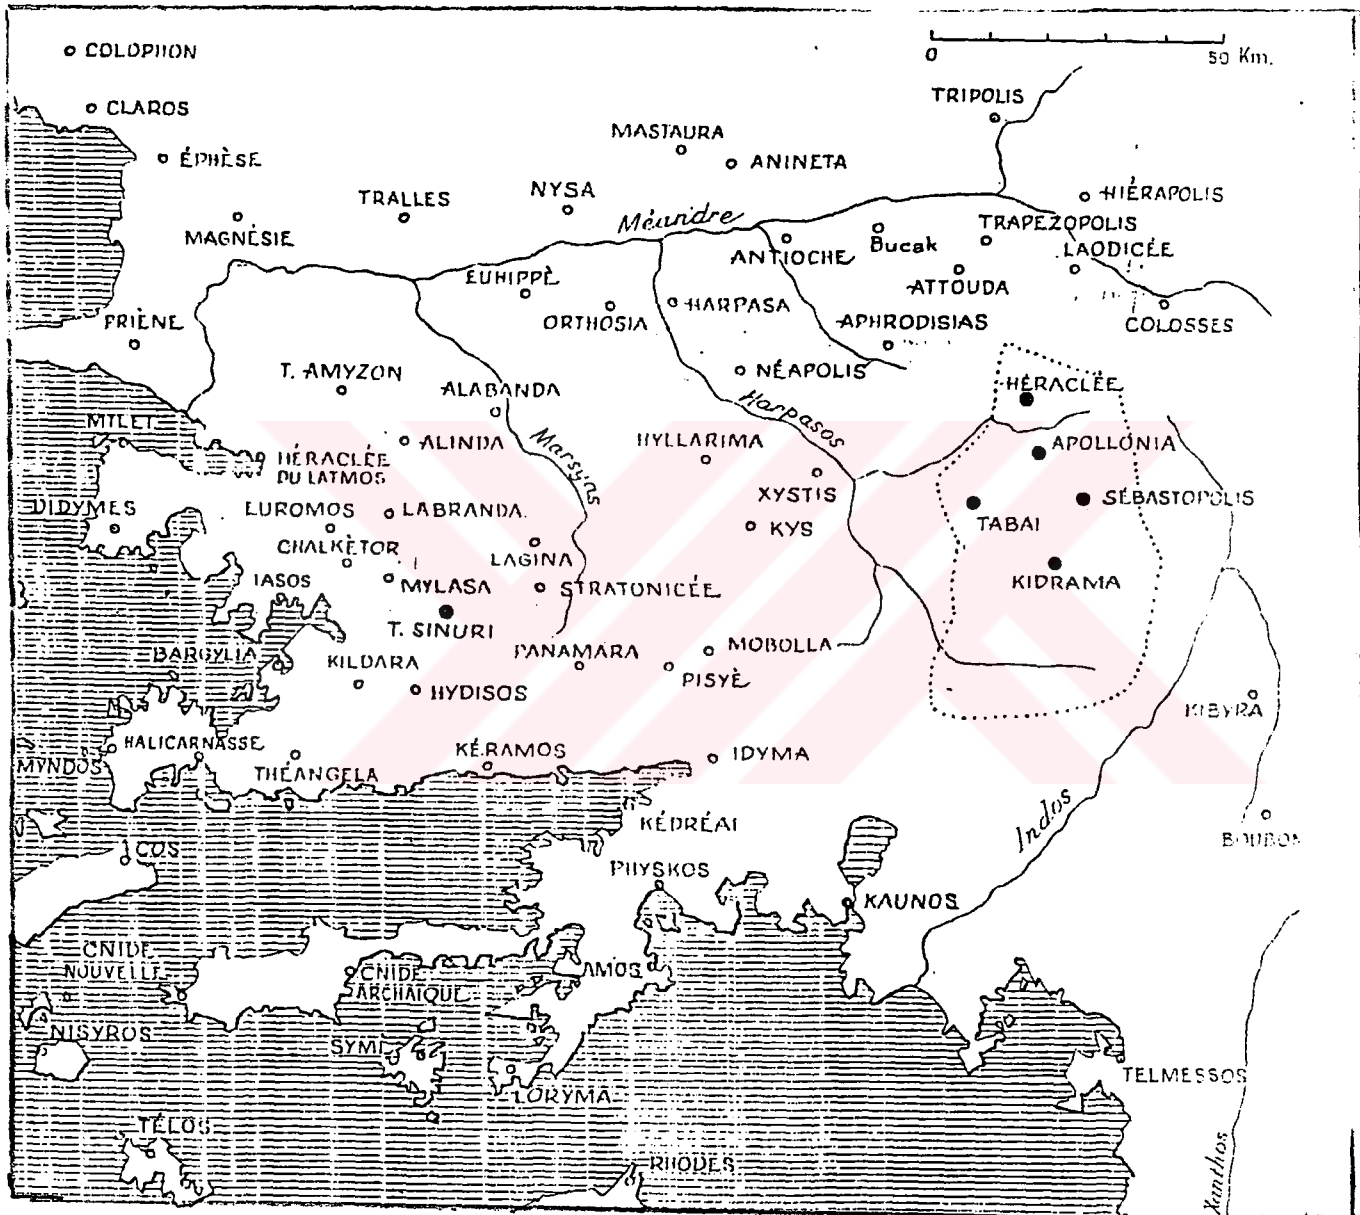 0 50 Km.
COLOPHON
CLAROS
ÉPHÈSE
TRIPOLIS
MASTAURA
ANINETA
TRALLES
NYSA
HIÉRAPOLIS
MAGNÉSIE
Méandre
TRAPEZOPOLIS
ANTIOCHE
Bucak
LAODICÉE
EUHIPPÈ
ATTOUDA
ORTHOSIA
HARPASA
APHRODISIAS
COLOSSES
PRIÈNE
T. AMYZON
ALABANDA
NÉAPOLIS
HÉRACLÉE
Harpasos
MILET
ALINDA
HYLLARIMA
APOLLONIA
HÉRACLÉE
DU LATMOS
Marsyas
XYSTIS
SÉBASTOPOLIS
DIDYMES
EUROMOS
LABRANDA
KYS
TABAI
CHALKÈTOR
LAGINA
IASOS
MYLASA
STRATONICÉE
KIDRAMA
T. SINURI
BARGYLIA
KILDARA
PANAMARA
MOBOLLA
HYDISOS
PISYÈ
KIBYRA
HALICARNASSE
MYNDOS
THÉANGELA
KÉRAMOS
IDYMA
Indos
KÉDRÉAI
BOUBON
COS
PHYSKOS
KAUNOS
CNIDE
NOUVELLE
CNIDE
ARCHAÏQUE
AMOS
NISYROS
SYMI
LORYMA
TELMESSOS
TÉLOS
RHODES
Xanthos